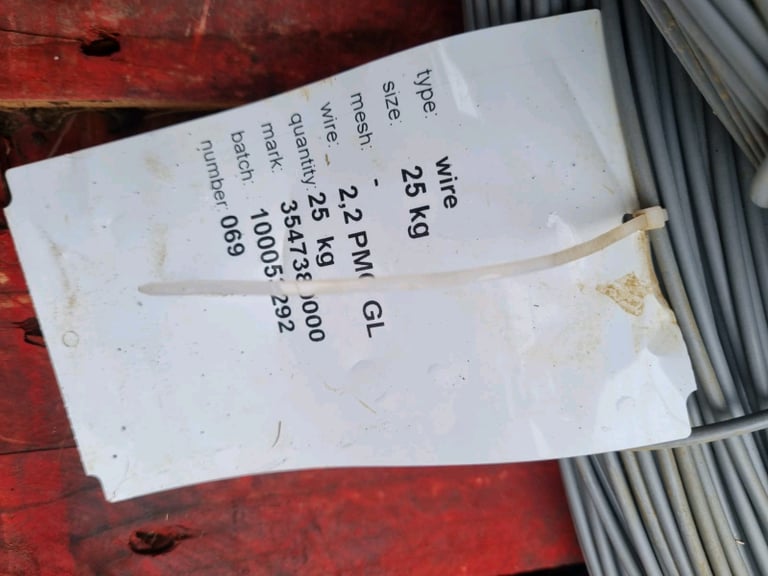 type: wire
size: 25 kg
mesh: -
wire: - 2,2 GL
quantity: 25 kg
mark:
batch:
number: 069